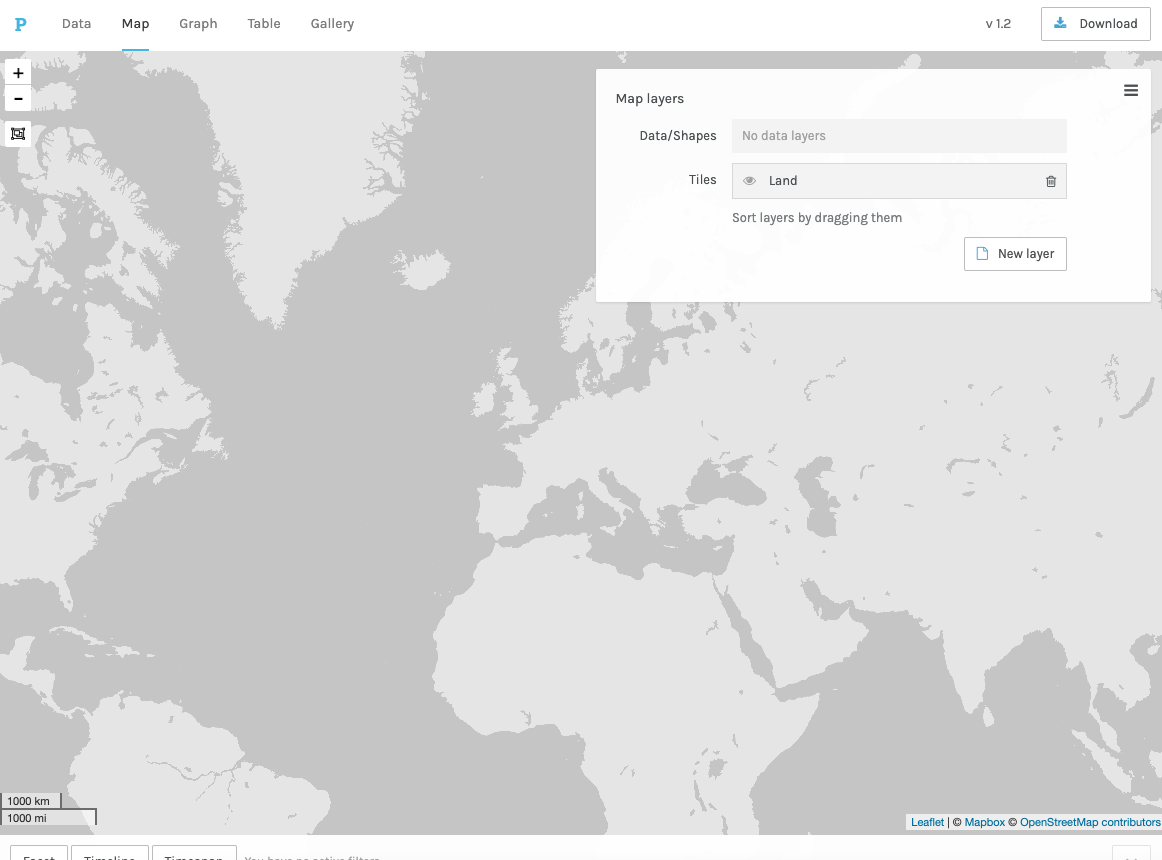 P Data Map Graph Table Gallery v 1.2 Download
+
-
Map layers
Data/Shapes No data layers
Tiles Land
Sort layers by dragging them
New layer
1000 km
1000 mi
Leaflet | © Mapbox © OpenStreetMap contributors
Facet Timeline Timespan You have no active filters